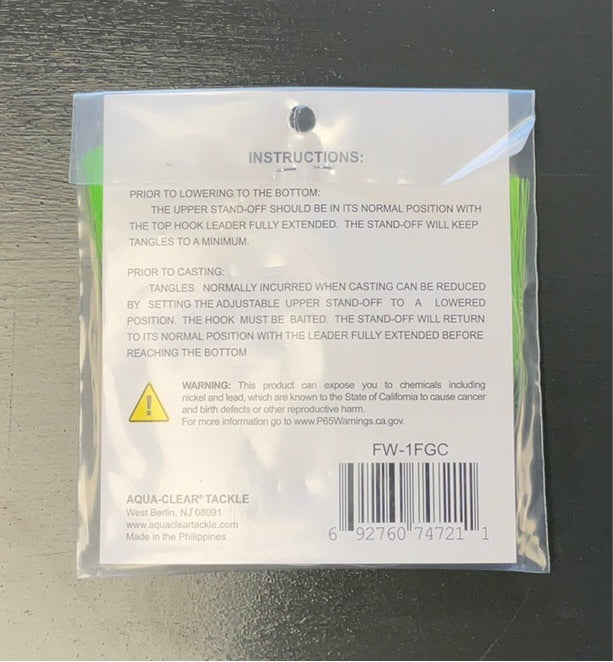 INSTRUCTIONS:
PRIOR TO LOWERING TO THE BOTTOM:
THE UPPER STAND-OFF SHOULD BE IN ITS NORMAL POSITION WITH
THE TOP HOOK LEADER FULLY EXTENDED. THE STAND-OFF WILL KEEP
TANGLES TO A MINIMUM.
PRIOR TO CASTING:
TANGLES NORMALLY INCURRED WHEN CASTING CAN BE REDUCED
BY SETTING THE ADJUSTABLE UPPER STAND-OFF TO A LOWERED
POSITION. THE HOOK MUST BE BAITED. THE STAND-OFF WILL RETURN
TO ITS NORMAL POSITION WITH THE LEADER FULLY EXTENDED BEFORE
REACHING THE BOTTOM
WARNING: This product can expose you to chemicals including
nickel and lead, which are known to the State of California to cause cancer
and birth defects or other reproductive harm.
For more information go to www.P65Warnings.ca.gov.
FW-1FGC
AQUA-CLEAR® TACKLE
West Berlin, NJ 08091
www.aquacleartackle.com
Made in the Philippines
6 92760 74721 1